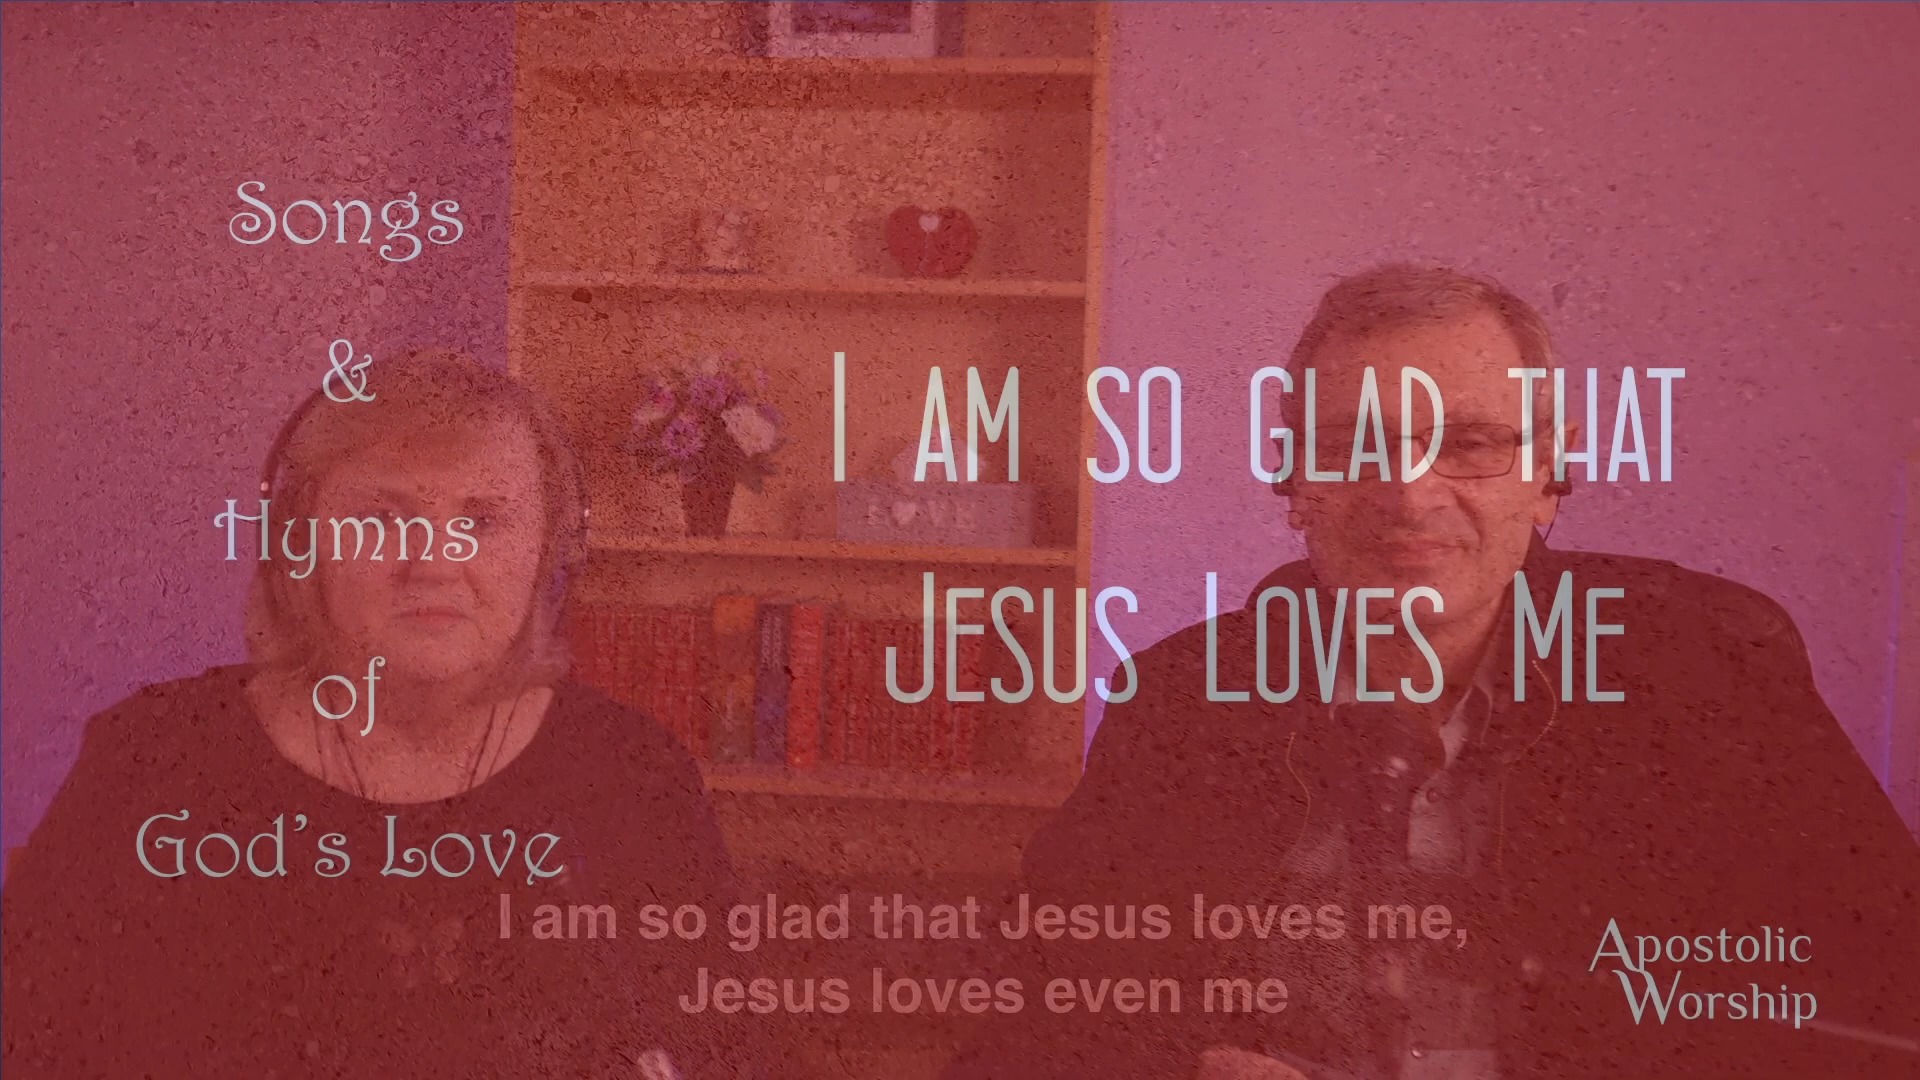 Songs
&
Hymns
of
God's Love
I am so glad that
Jesus Loves Me
LOVE
I am so glad that Jesus loves me,
Jesus loves even me
Apostolic
Worship